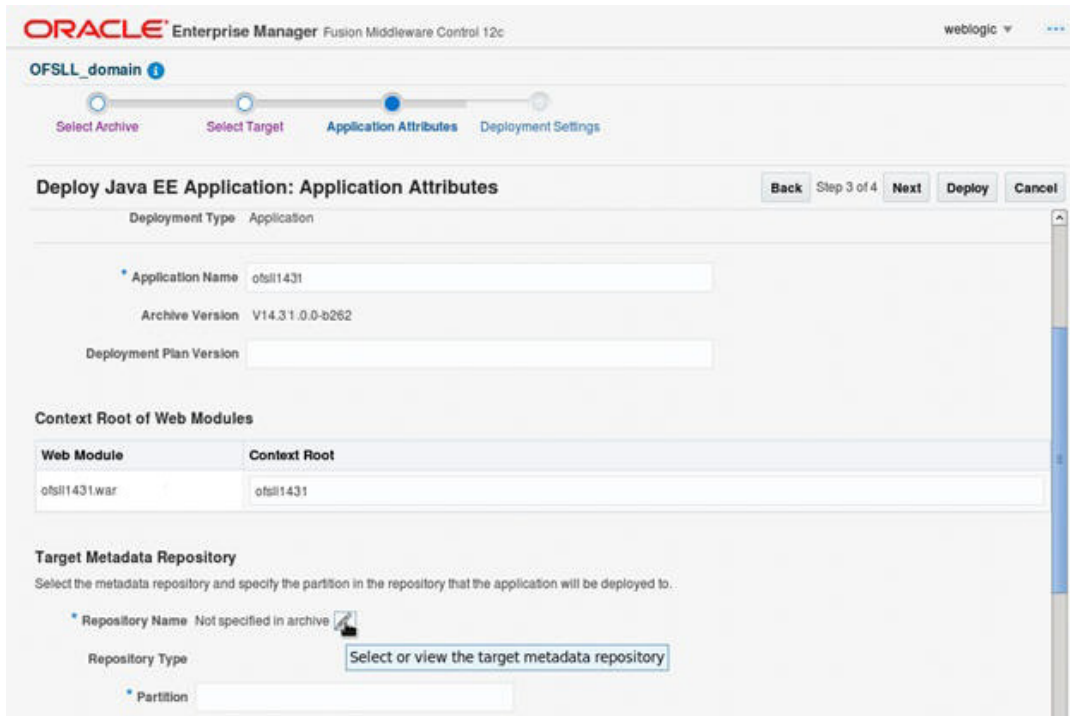 ORACLE' Enterprise Manager Fusion Middleware Control 12c weblogic
OFSLL_domain
Select Archive Select Target Application Attributes Deployment Settings
Deploy Java EE Application: Application Attributes Back Step 3 of 4 Next Deploy Cancel
Deployment Type Application
* Application Name ofsll1431
Archive Version V14.31.0.0-b262
Deployment Plan Version
Context Root of Web Modules
Web Module Context Root
ofsll1431.war ofsll1431
Target Metadata Repository
Select the metadata repository and specify the partition in the repository that the application will be deployed to.
* Repository Name Not specified in archive
Repository Type Select or view the target metadata repository
* Partition